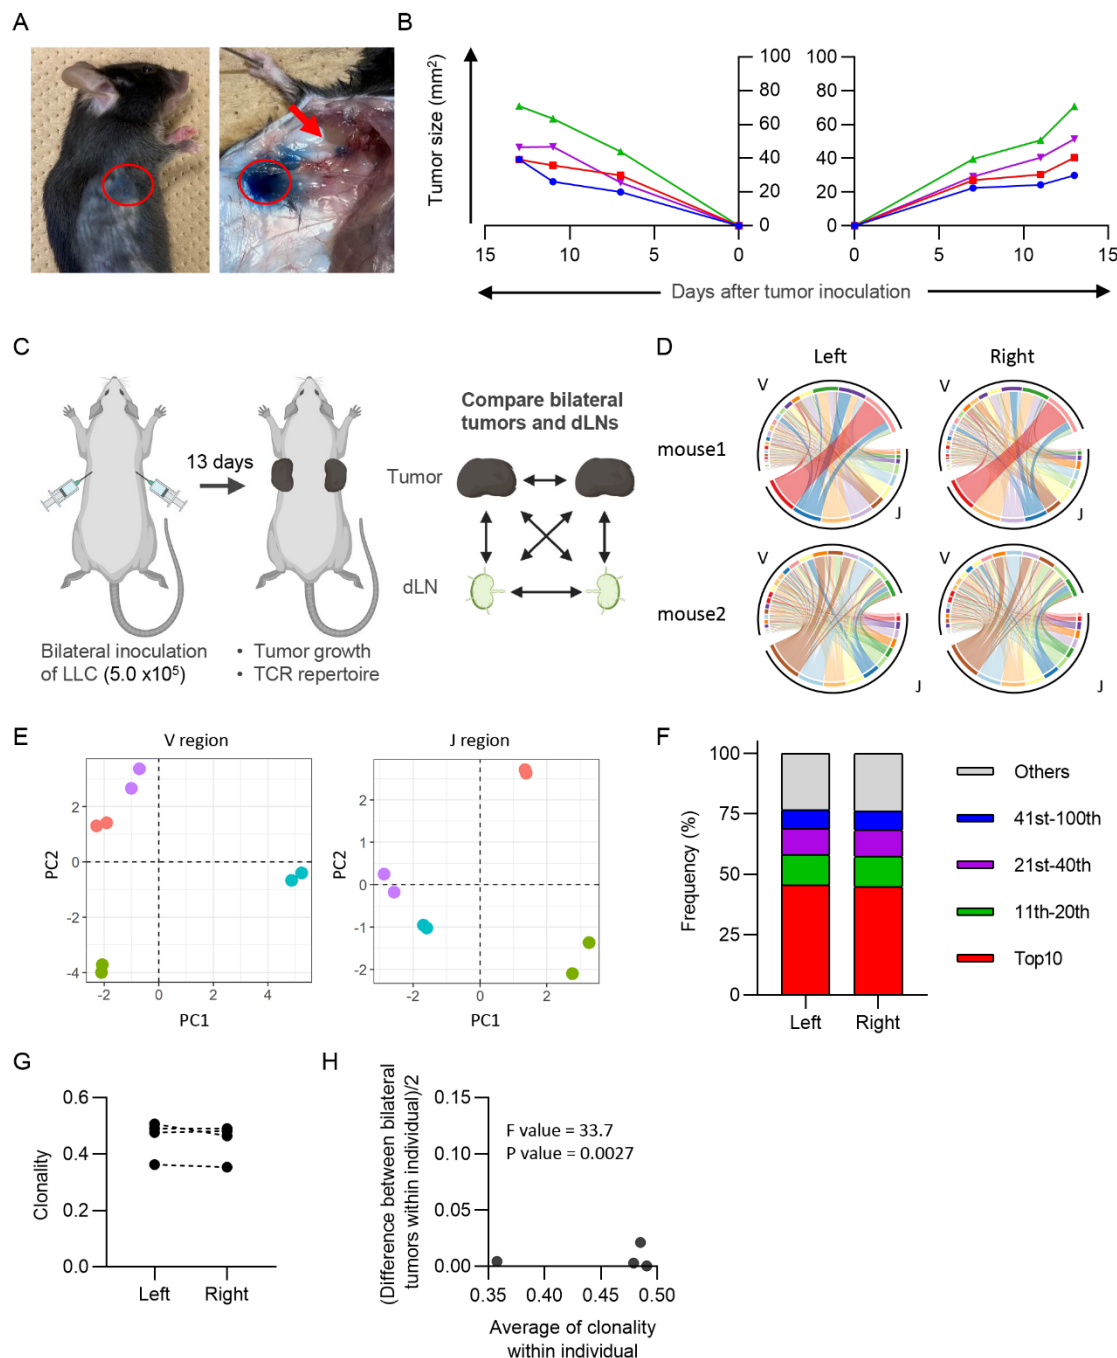 A
B
Tumor size (mm²)
100
80
60
40
20
0
100
80
60
40
20
0
15
10
5
0
0
5
10
15
Days after tumor inoculation
C
13 days
Bilateral inoculation
of LLC (5.0 x10⁵)
• Tumor growth
• TCR repertoire
Compare bilateral
tumors and dLNs
Tumor
dLN
D
Left
Right
mouse1
V
J
V
J
mouse2
V
J
V
J
E
V region
PC2
2
0
-2
-4
-2
0
2
4
PC1
J region
PC2
2
0
-1
-2
-2
0
2
PC1
F
Frequency (%)
100
75
50
25
0
Left
Right
Others
41st-100th
21st-40th
11th-20th
Top10
G
Clonality
0.6
0.4
0.2
0.0
Left
Right
H
(Difference between bilateral
tumors within individual)/2
0.15
0.10
0.05
0.00
F value = 33.7
P value = 0.0027
0.35
0.40
0.45
0.50
Average of clonality
within individual